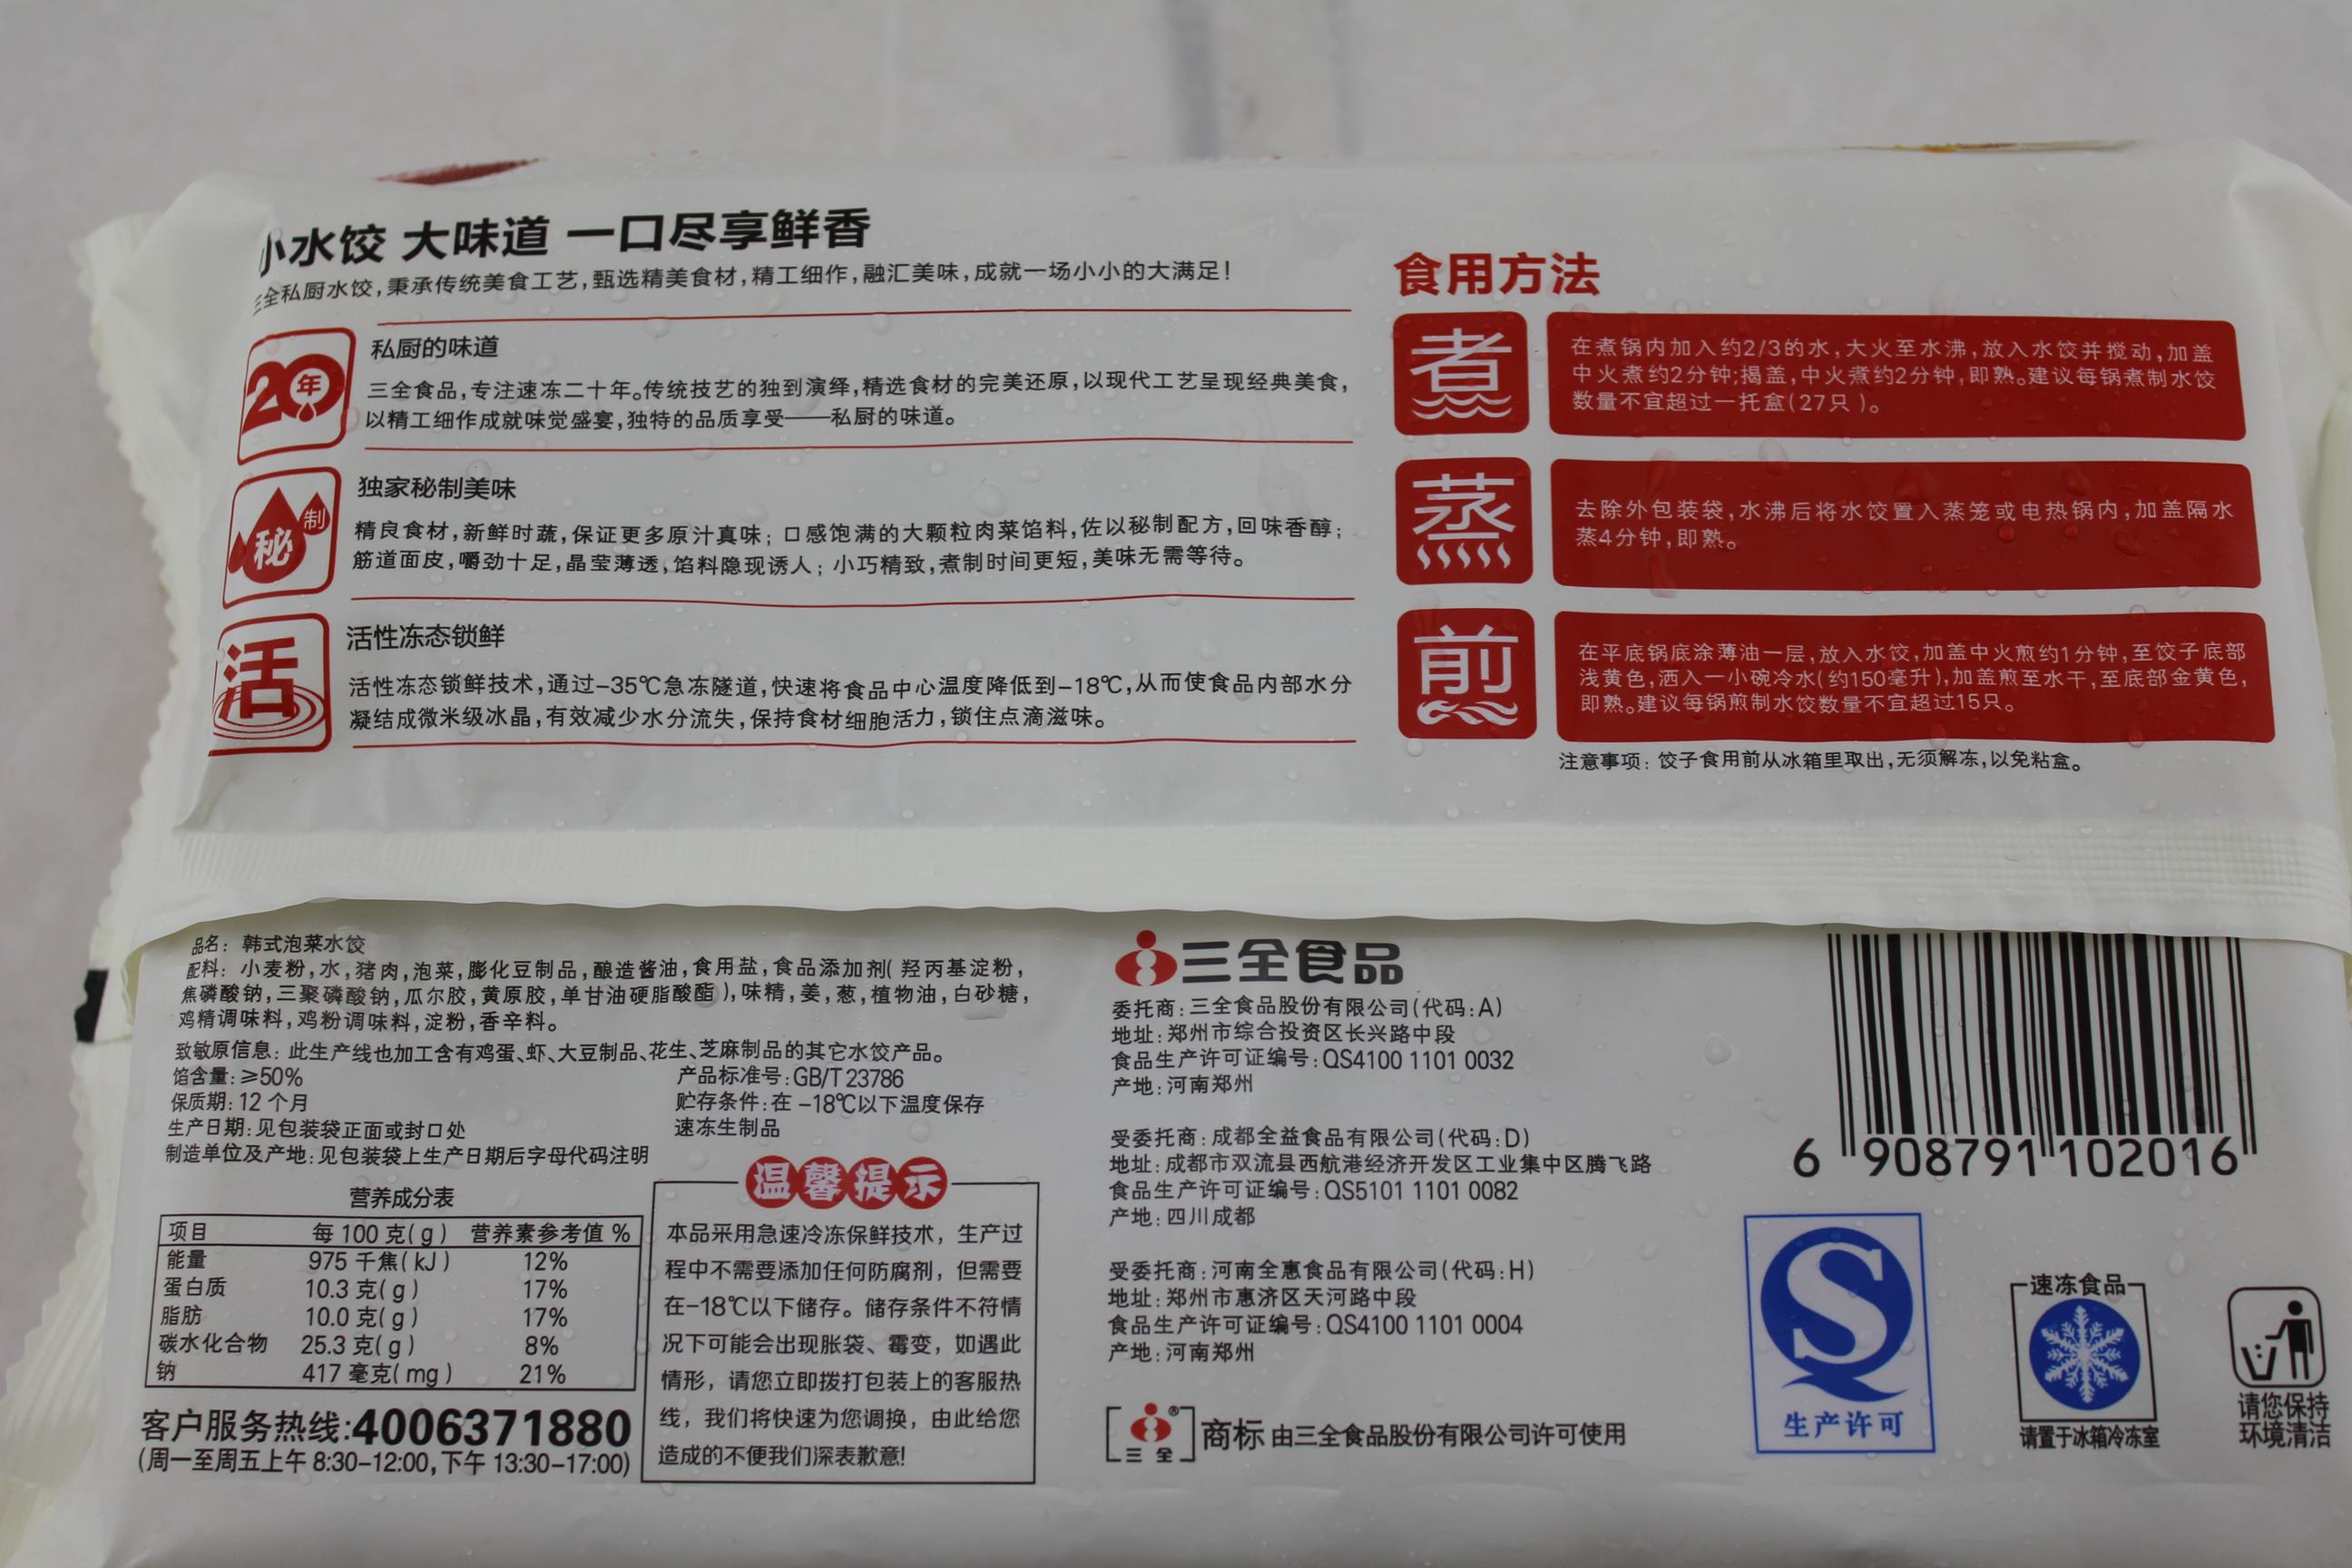 小水饺 大味道 一口尽享鲜香
三全私厨水饺,秉承传统美食工艺,甄选精美食材,精工细作,融汇美味,成就一场小小的大满足!
20年
私厨的味道
三全食品,专注速冻二十年。传统技艺的独到演绎,精选食材的完美还原,以现代工艺呈现经典美食,
以精工细作成就味觉盛宴,独特的品质享受——私厨的味道。
秘制
独家秘制美味
精良食材,新鲜时蔬,保证更多原汁真味;口感饱满的大颗粒肉菜馅料,佐以秘制配方,回味香醇;
筋道面皮,嚼劲十足,晶莹薄透,馅料隐现诱人;小巧精致,煮制时间更短,美味无需等待。
活
活性冻态锁鲜
活性冻态锁鲜技术,通过-35℃急冻隧道,快速将食品中心温度降低到-18℃,从而使食品内部水分
凝结成微米级冰晶,有效减少水分流失,保持食材细胞活力,锁住点滴滋味。
食用方法
煮
在煮锅内加入约2/3的水,大火至水沸,放入水饺并搅动,加盖
中火煮约2分钟;揭盖,中火煮约2分钟,即熟。建议每锅煮制水饺
数量不宜超过一托盒(27只)。
蒸
去除外包装袋,水沸后将水饺置入蒸笼或电热锅内,加盖隔水
蒸4分钟,即熟。
煎
在平底锅底涂薄油一层,放入水饺,加盖中火煎约1分钟,至饺子底部
浅黄色,洒入一小碗冷水(约150毫升),加盖煎至水干,至底部金黄色,
即熟。建议每锅煎制水饺数量不宜超过15只。
注意事项:饺子食用前从冰箱里取出,无须解冻,以免粘盒。
品名:韩式泡菜水饺
配料:小麦粉,水,猪肉,泡菜,膨化豆制品,酿造酱油,食用盐,食品添加剂(羟丙基淀粉,
焦磷酸钠,三聚磷酸钠,瓜尔胶,黄原胶,单甘油硬脂酸酯),味精,姜,葱,植物油,白砂糖,
鸡精调味料,鸡粉调味料,淀粉,香辛料。
致敏原信息:此生产线也加工含有鸡蛋、虾、大豆制品、花生、芝麻制品的其它水饺产品。
馅含量:≥50% 产品标准号:GB/T 23786
保质期:12个月 贮存条件:在 -18℃以下温度保存
生产日期:见包装袋正面或封口处 速冻生制品
制造单位及产地:见包装袋上生产日期后字母代码注明
营养成分表
项目 每 100 克(g) 营养素参考值 %
能量 975 千焦(kJ) 12%
蛋白质 10.3 克(g) 17%
脂肪 10.0 克(g) 17%
碳水化合物 25.3 克(g) 8%
钠 417 毫克(mg) 21%
客户服务热线:4006371880
(周一至周五上午 8:30-12:00,下午 13:30-17:00)
温馨提示
本品采用急速冷冻保鲜技术,生产过
程中不需要添加任何防腐剂,但需要
在-18℃以下储存。储存条件不符情
况下可能会出现胀袋、霉变,如遇此
情形,请您立即拨打包装上的客服热
线,我们将快速为您调换,由此给您
造成的不便我们深表歉意!
三全食品
委托商:三全食品股份有限公司(代码:A)
地址:郑州市综合投资区长兴路中段
食品生产许可证编号:QS4100 1101 0032
产地:河南郑州
受委托商:成都全益食品有限公司(代码:D)
地址:成都市双流县西航港经济开发区工业集中区腾飞路
食品生产许可证编号:QS5101 1101 0082
产地:四川成都
受委托商:河南全惠食品有限公司(代码:H)
地址:郑州市惠济区天河路中段
食品生产许可证编号:QS4100 1101 0004
产地:河南郑州
三全® 商标 由三全食品股份有限公司许可使用
6 908791 102016
S
生产许可
速冻食品
请置于冰箱冷冻室
请您保持
环境清洁